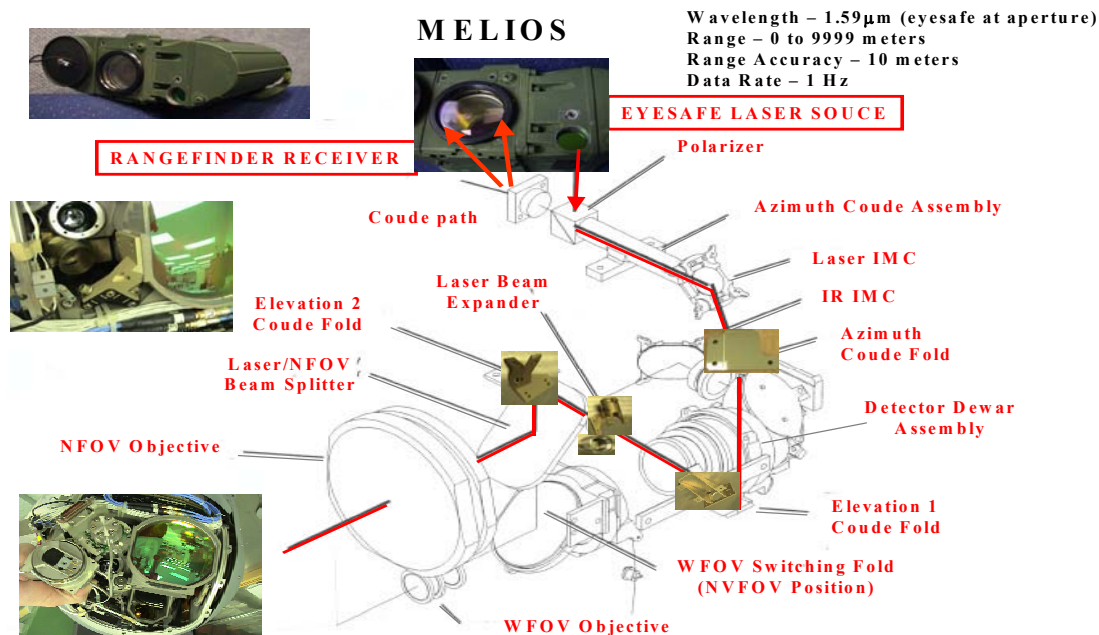 MELIOS
Wavelength – 1.59µm (eyesafe at aperture)
Range – 0 to 9999 meters
Range Accuracy – 10 meters
Data Rate – 1 Hz
EYESAFE LASER SOUCE
RANGEFINDER RECEIVER
Polarizer
Coude path
Azimuth Coude Assembly
Laser IMC
Laser Beam
Expander
IR IMC
Elevation 2
Coude Fold
Azimuth
Coude Fold
Laser/NFOV
Beam Splitter
Detector Dewar
Assembly
NFOV Objective
Elevation 1
Coude Fold
WFOV Switching Fold
(NVFOV Position)
WFOV Objective